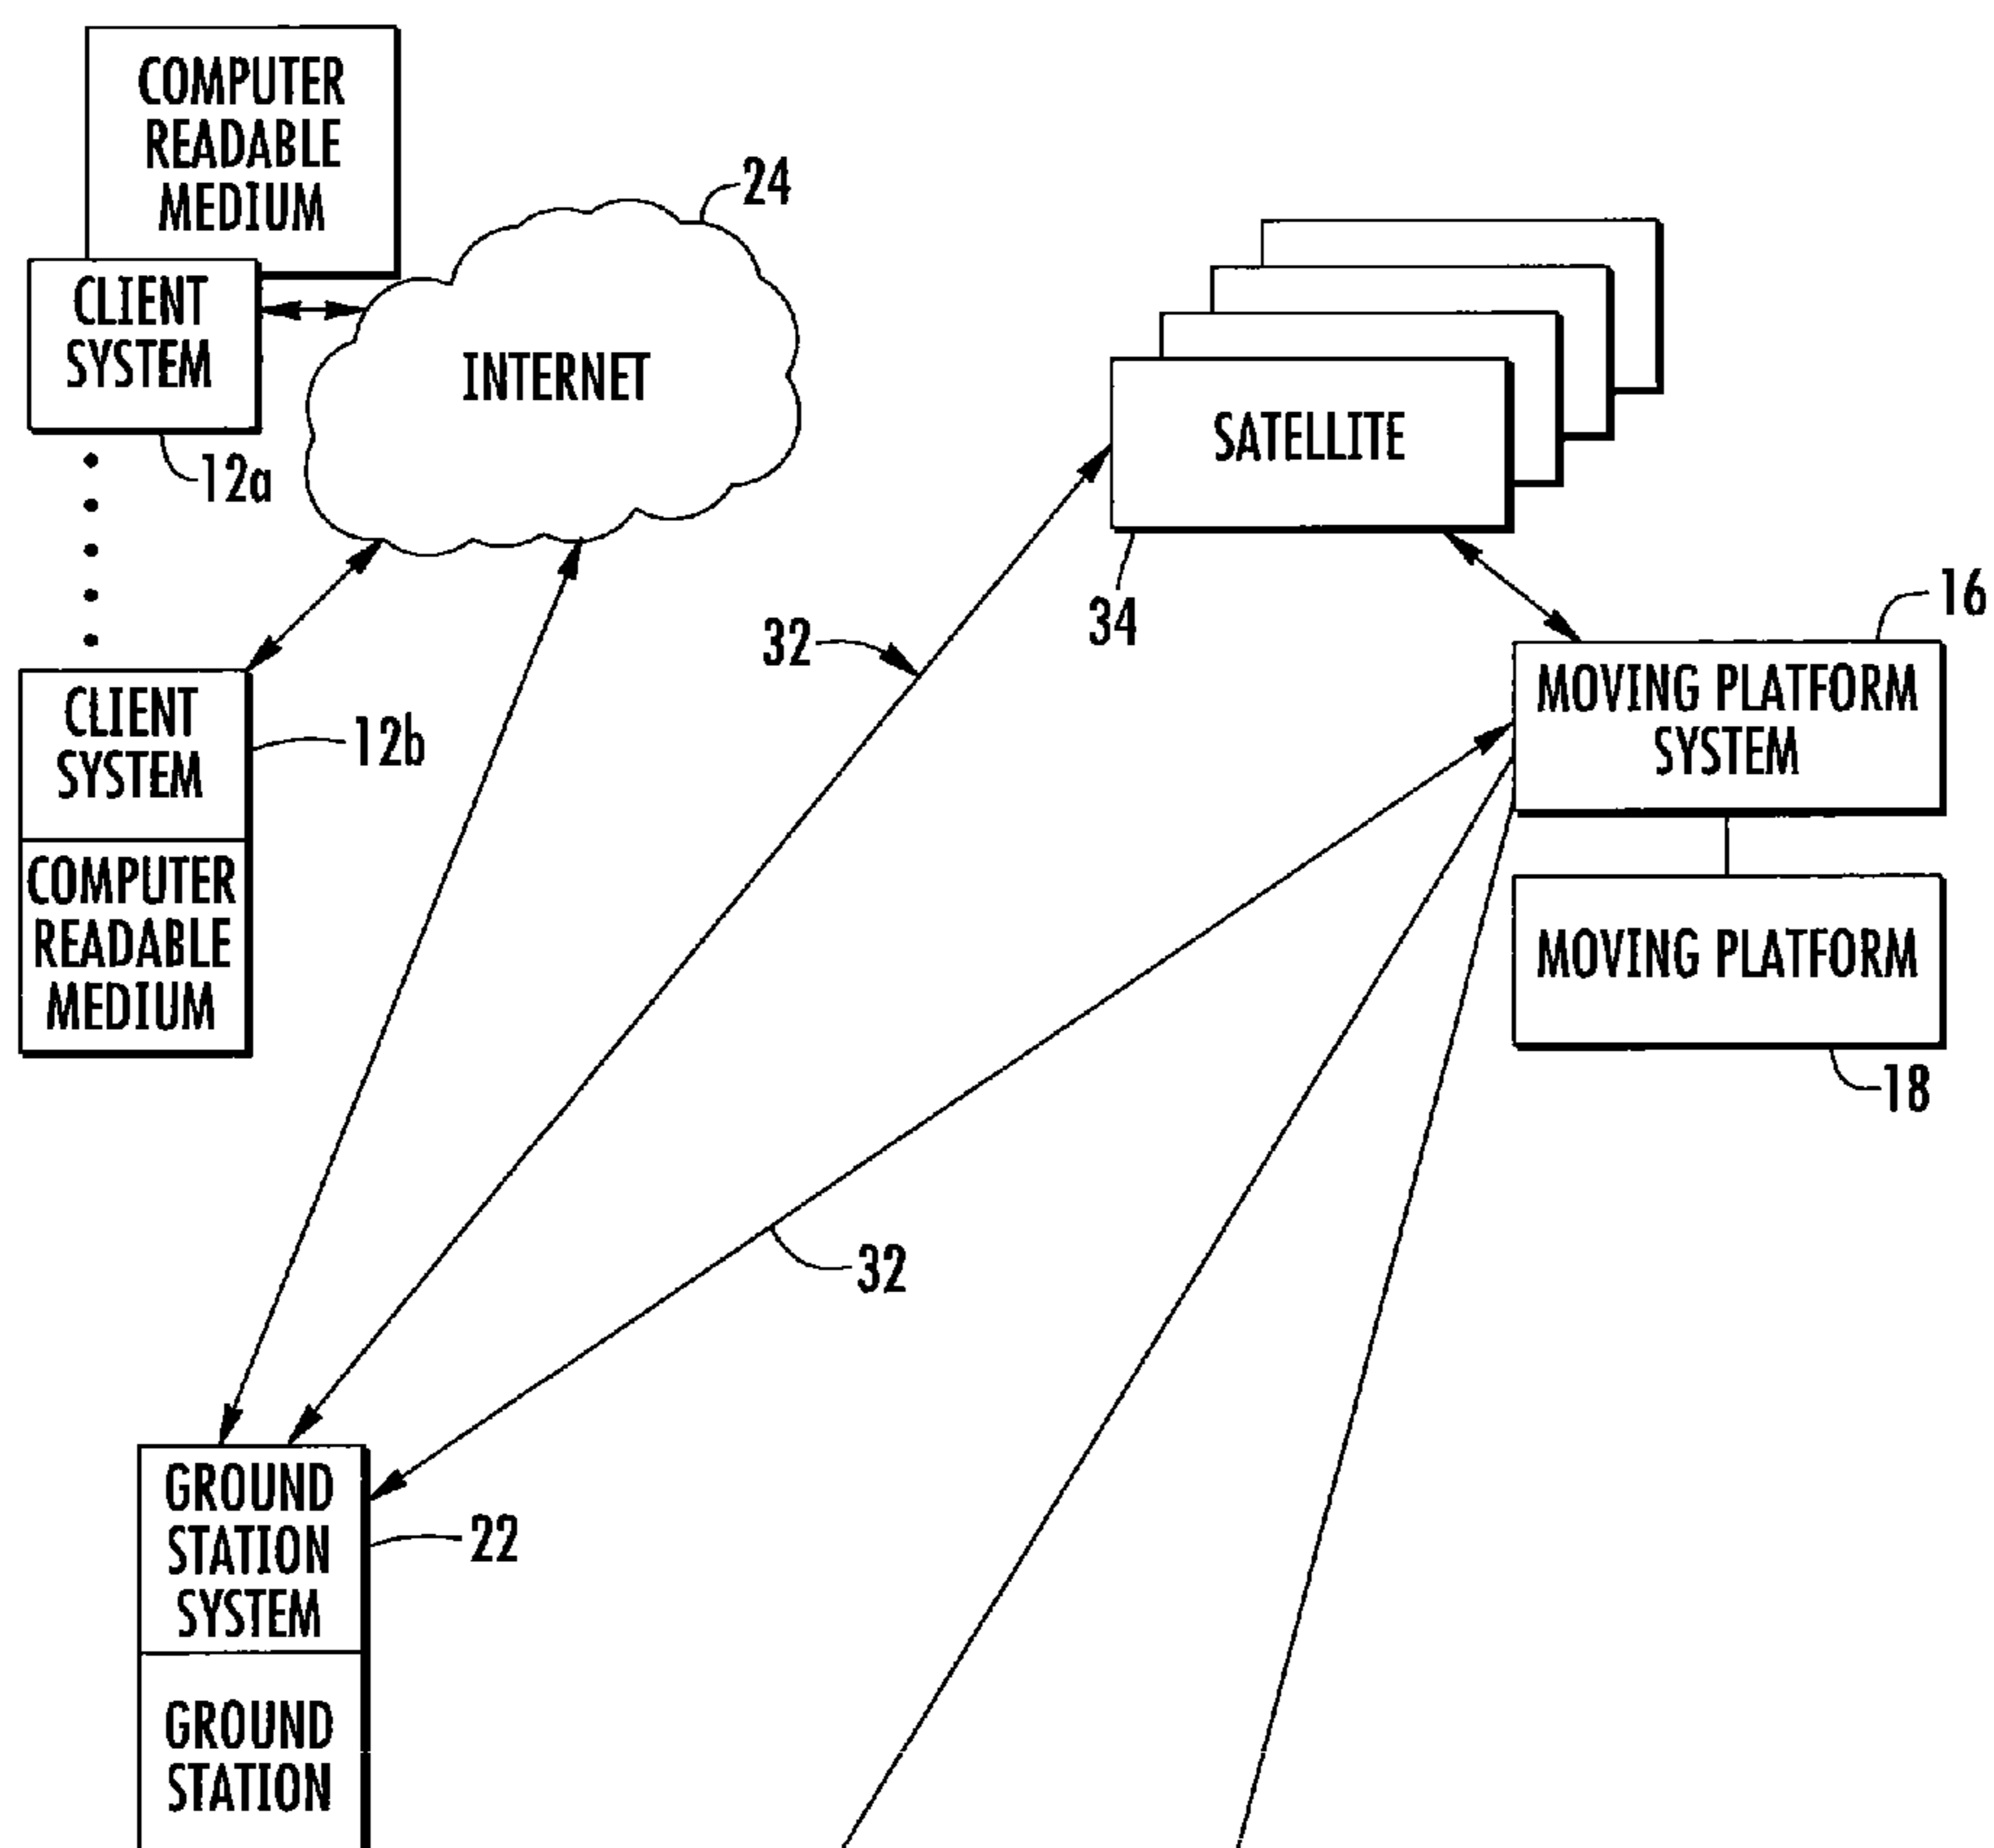 COMPUTER
READABLE
MEDIUM
24
CLIENT
SYSTEM
INTERNET
12a
SATELLITE
34
16
32
MOVING PLATFORM
SYSTEM
CLIENT
SYSTEM
12b
COMPUTER
READABLE
MEDIUM
MOVING PLATFORM
18
32
GROUND
STATION
SYSTEM
22
GROUND
STATION